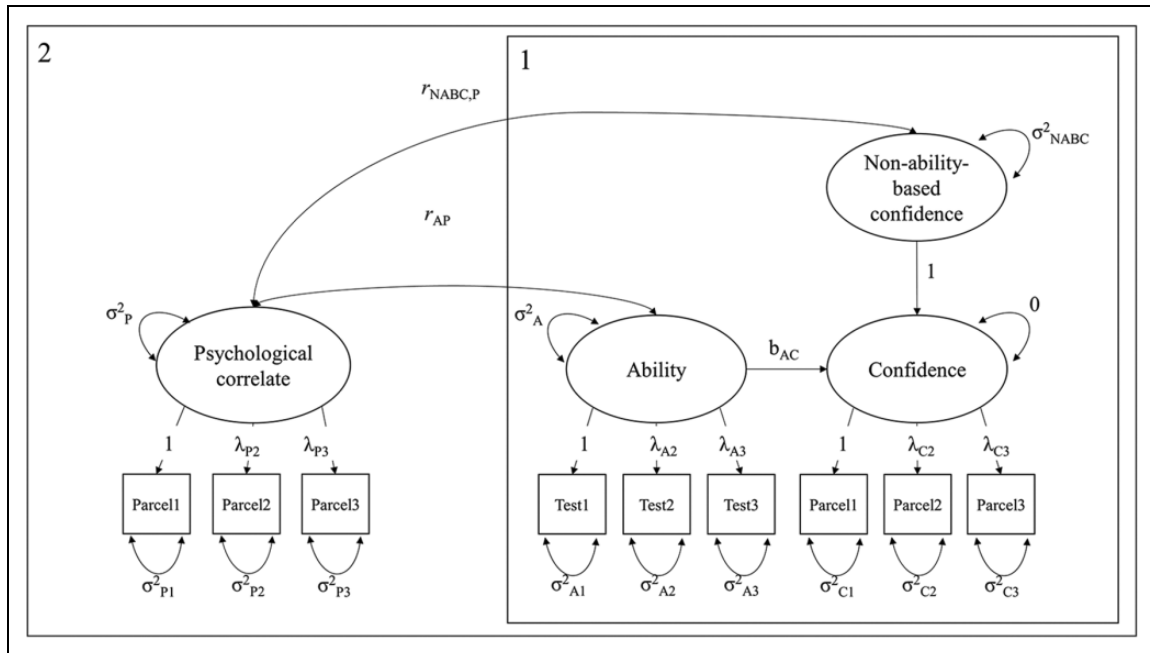 2
1
r_NABC,P
σ²_NABC
Non-ability-
based
confidence
r_AP
1
σ²_P
σ²_A
0
Psychological
correlate
Ability
b_AC
Confidence
1 λ_P2 λ_P3
1 λ_A2 λ_A3
1 λ_C2 λ_C3
Parcel1 Parcel2 Parcel3
Test1 Test2 Test3
Parcel1 Parcel2 Parcel3
σ²_P1 σ²_P2 σ²_P3
σ²_A1 σ²_A2 σ²_A3
σ²_C1 σ²_C2 σ²_C3